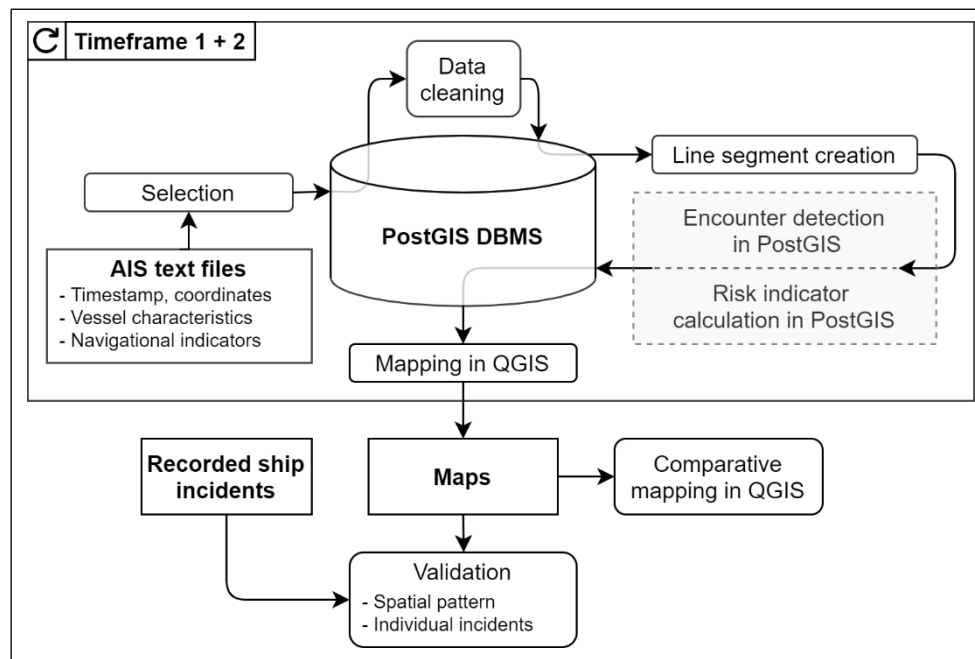 Timeframe 1 + 2
Data
cleaning
Line segment creation
Selection
PostGIS DBMS
Encounter detection
in PostGIS
Risk indicator
calculation in PostGIS
AIS text files
- Timestamp, coordinates
- Vessel characteristics
- Navigational indicators
Mapping in QGIS
Recorded ship
incidents
Maps
Comparative
mapping in QGIS
Validation
- Spatial pattern
- Individual incidents